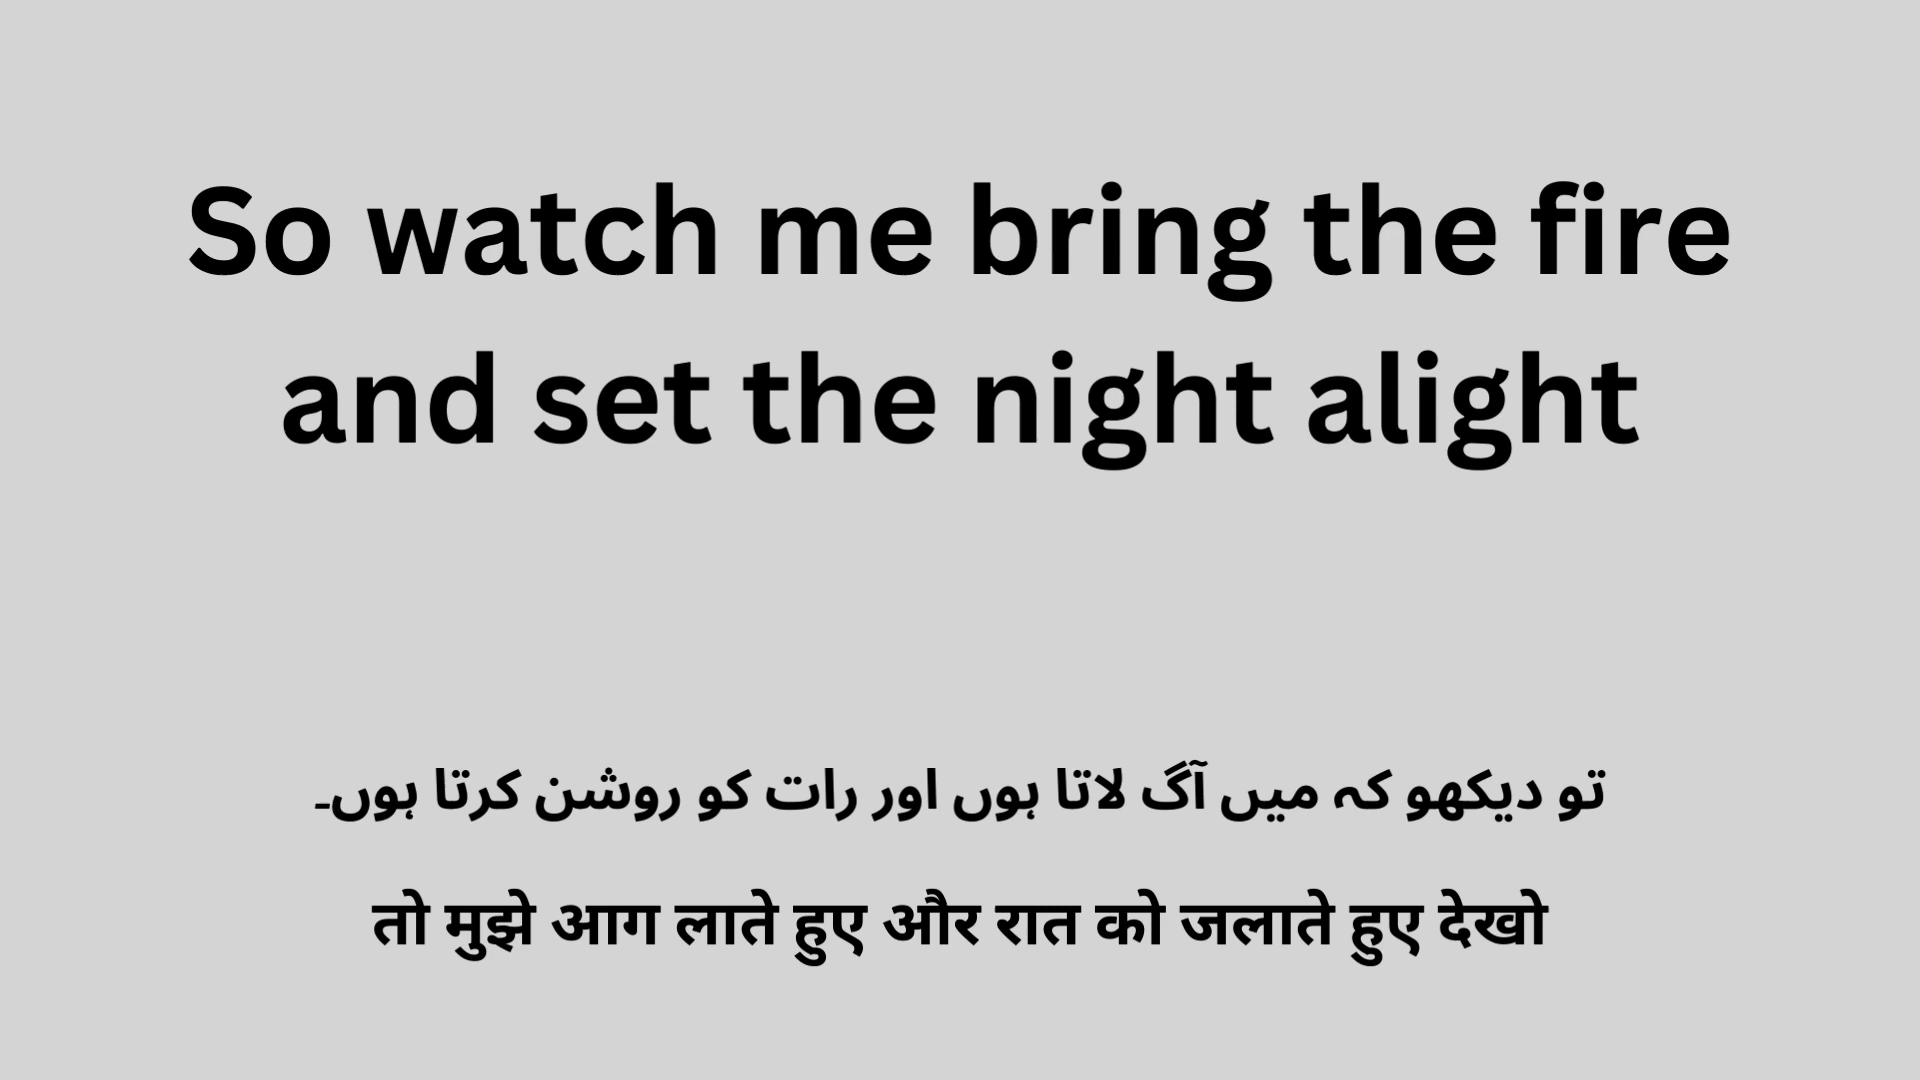 So watch me bring the fire
and set the night alight
تو دیکھو کہ میں آگ لاتا ہوں اور رات کو روشن کرتا ہوں۔
तो मुझे आग लाते हुए और रात को जलाते हुए देखो